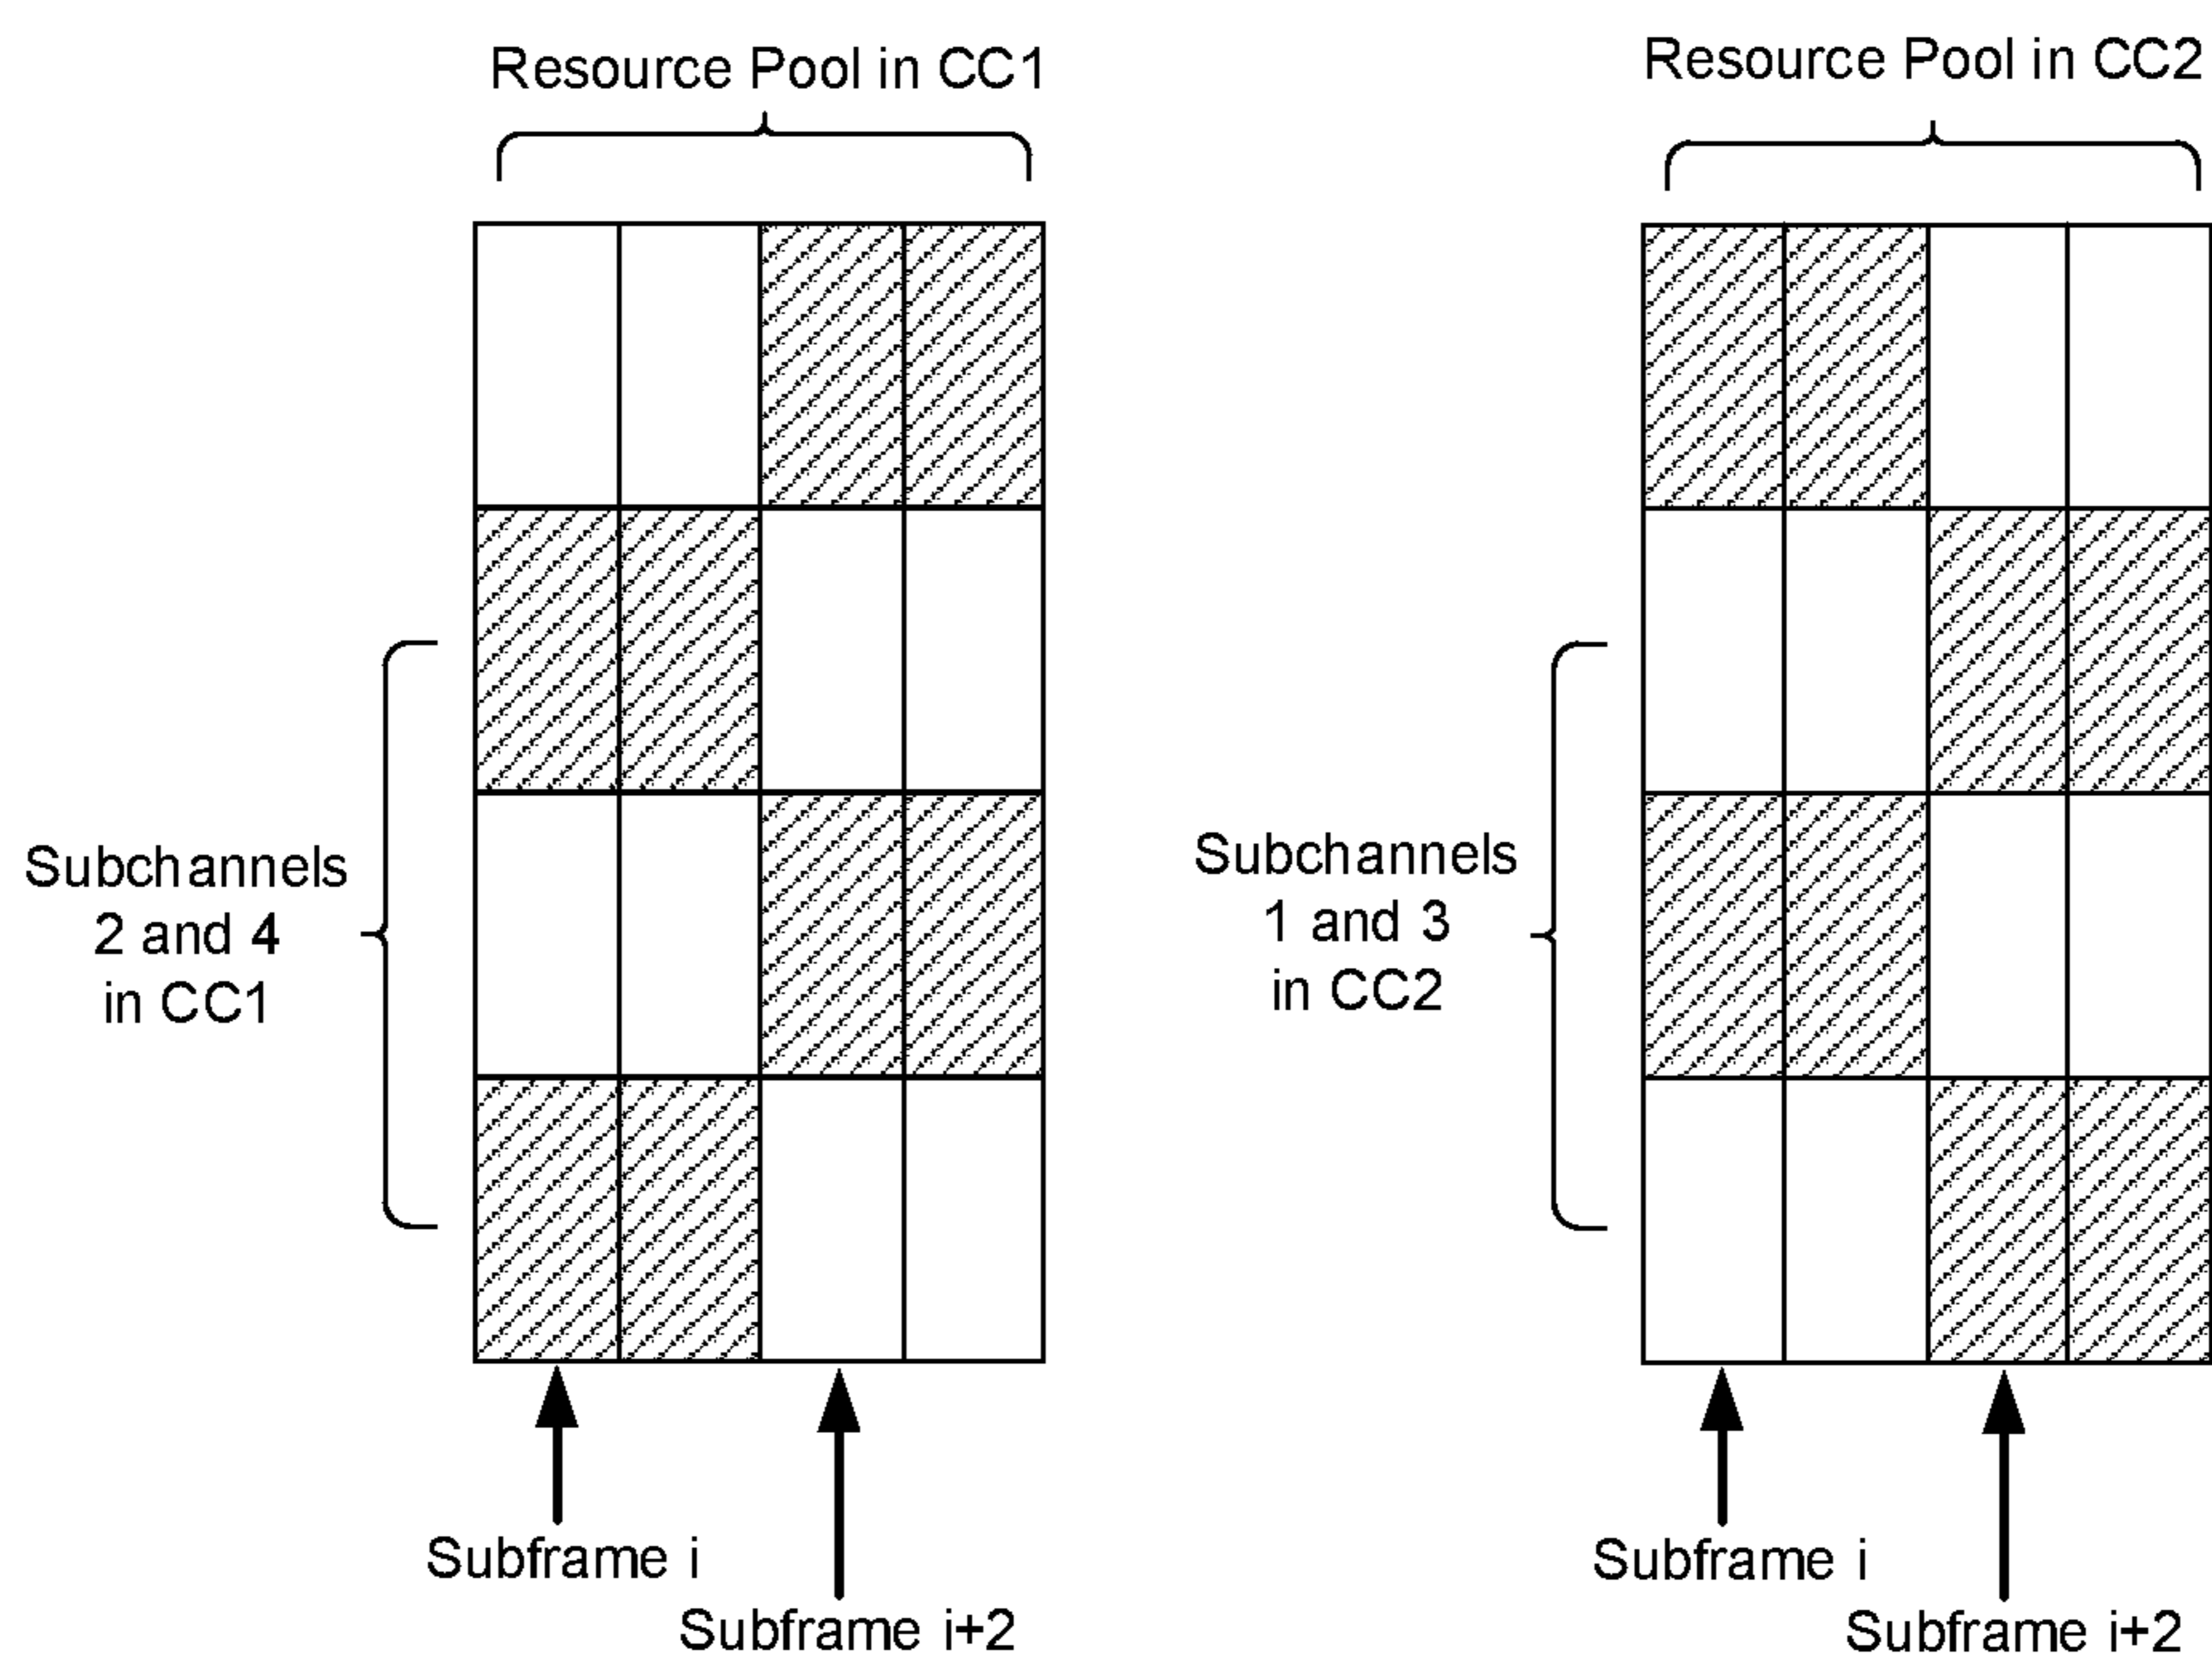 Resource Pool in CC1
Resource Pool in CC2
Subchannels
2 and 4
in CC1
Subchannels
1 and 3
in CC2
Subframe i
Subframe i+2
Subframe i
Subframe i+2